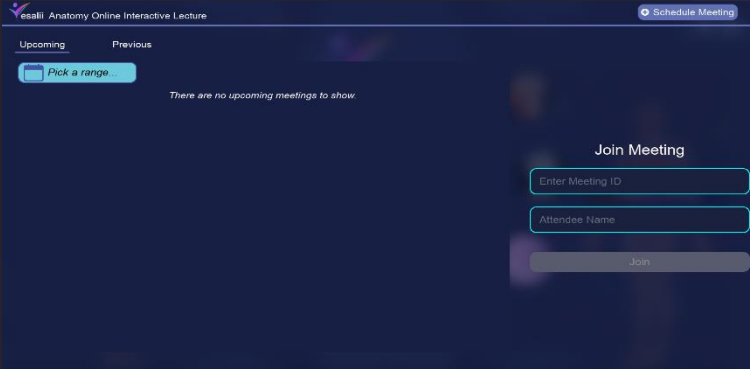 Vesalii Anatomy Online Interactive Lecture
Schedule Meeting
Upcoming
Previous
Pick a range...
There are no upcoming meetings to show.
Join Meeting
Enter Meeting ID
Attendee Name
Join